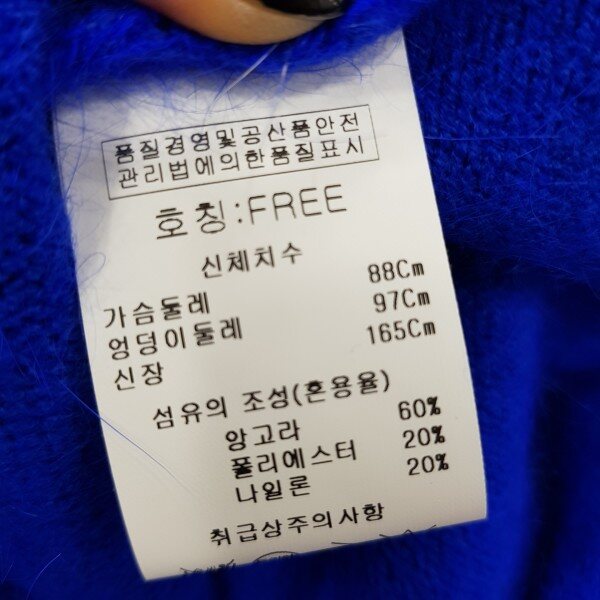 품질경영및공산품안전
관리법에의한품질표시
호칭:FREE
신체치수
가슴둘레 88Cm
엉덩이둘레 97Cm
신장 165Cm
섬유의 조성(혼용율)
앙고라 60%
폴리에스터 20%
나일론 20%
취급상주의사항